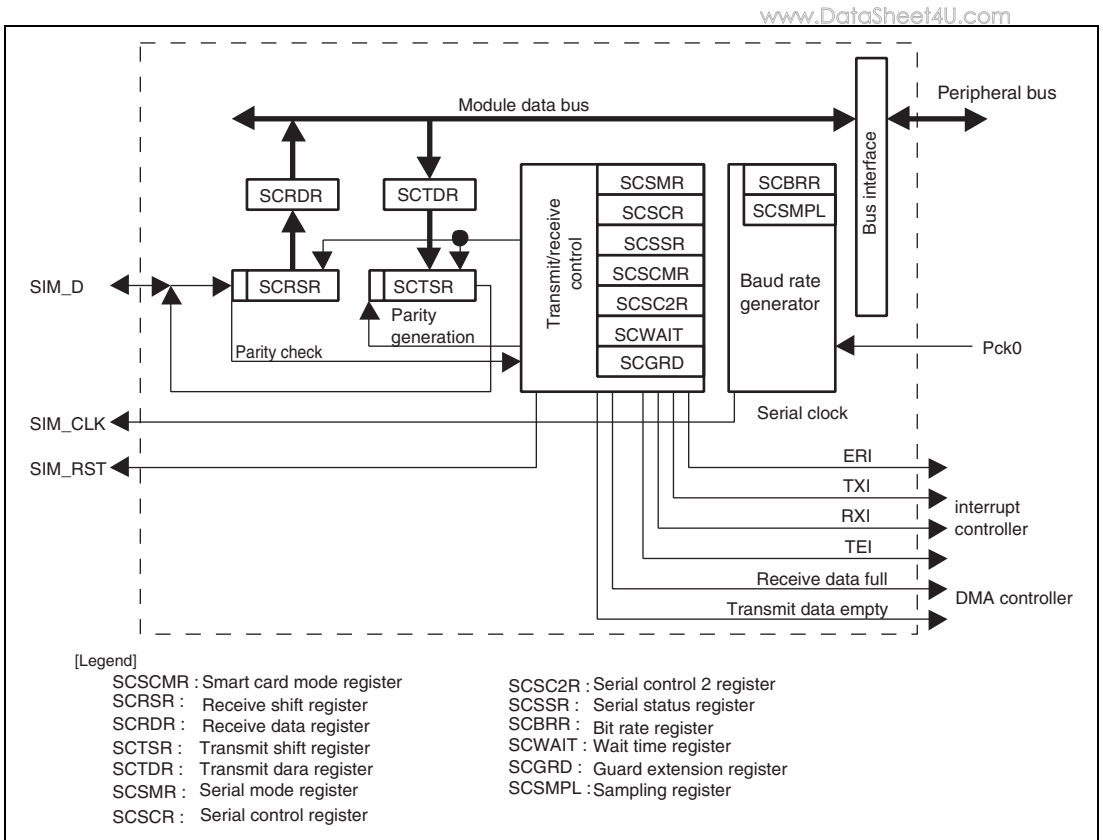 www.DataSheet4U.com
Module data bus
Peripheral bus
Bus interface
SCRDR
SCTDR
Transmit/receive
control
SCSMR
SCSCR
SCSSR
SCSCMR
SCSC2R
SCWAIT
SCGRD
SCBRR
SCSMPL
Baud rate
generator
SIM_D
SCRSR
SCTSR
Parity
generation
Parity check
Pck0
SIM_CLK
Serial clock
SIM_RST
ERI
TXI
RXI
TEI
interrupt
controller
Receive data full
Transmit data empty
DMA controller
[Legend]
SCSCMR : Smart card mode register
SCRSR : Receive shift register
SCRDR : Receive data register
SCTSR : Transmit shift register
SCTDR : Transmit dara register
SCSMR : Serial mode register
SCSCR : Serial control register
SCSC2R : Serial control 2 register
SCSSR : Serial status register
SCBRR : Bit rate register
SCWAIT : Wait time register
SCGRD : Guard extension register
SCSMPL : Sampling register